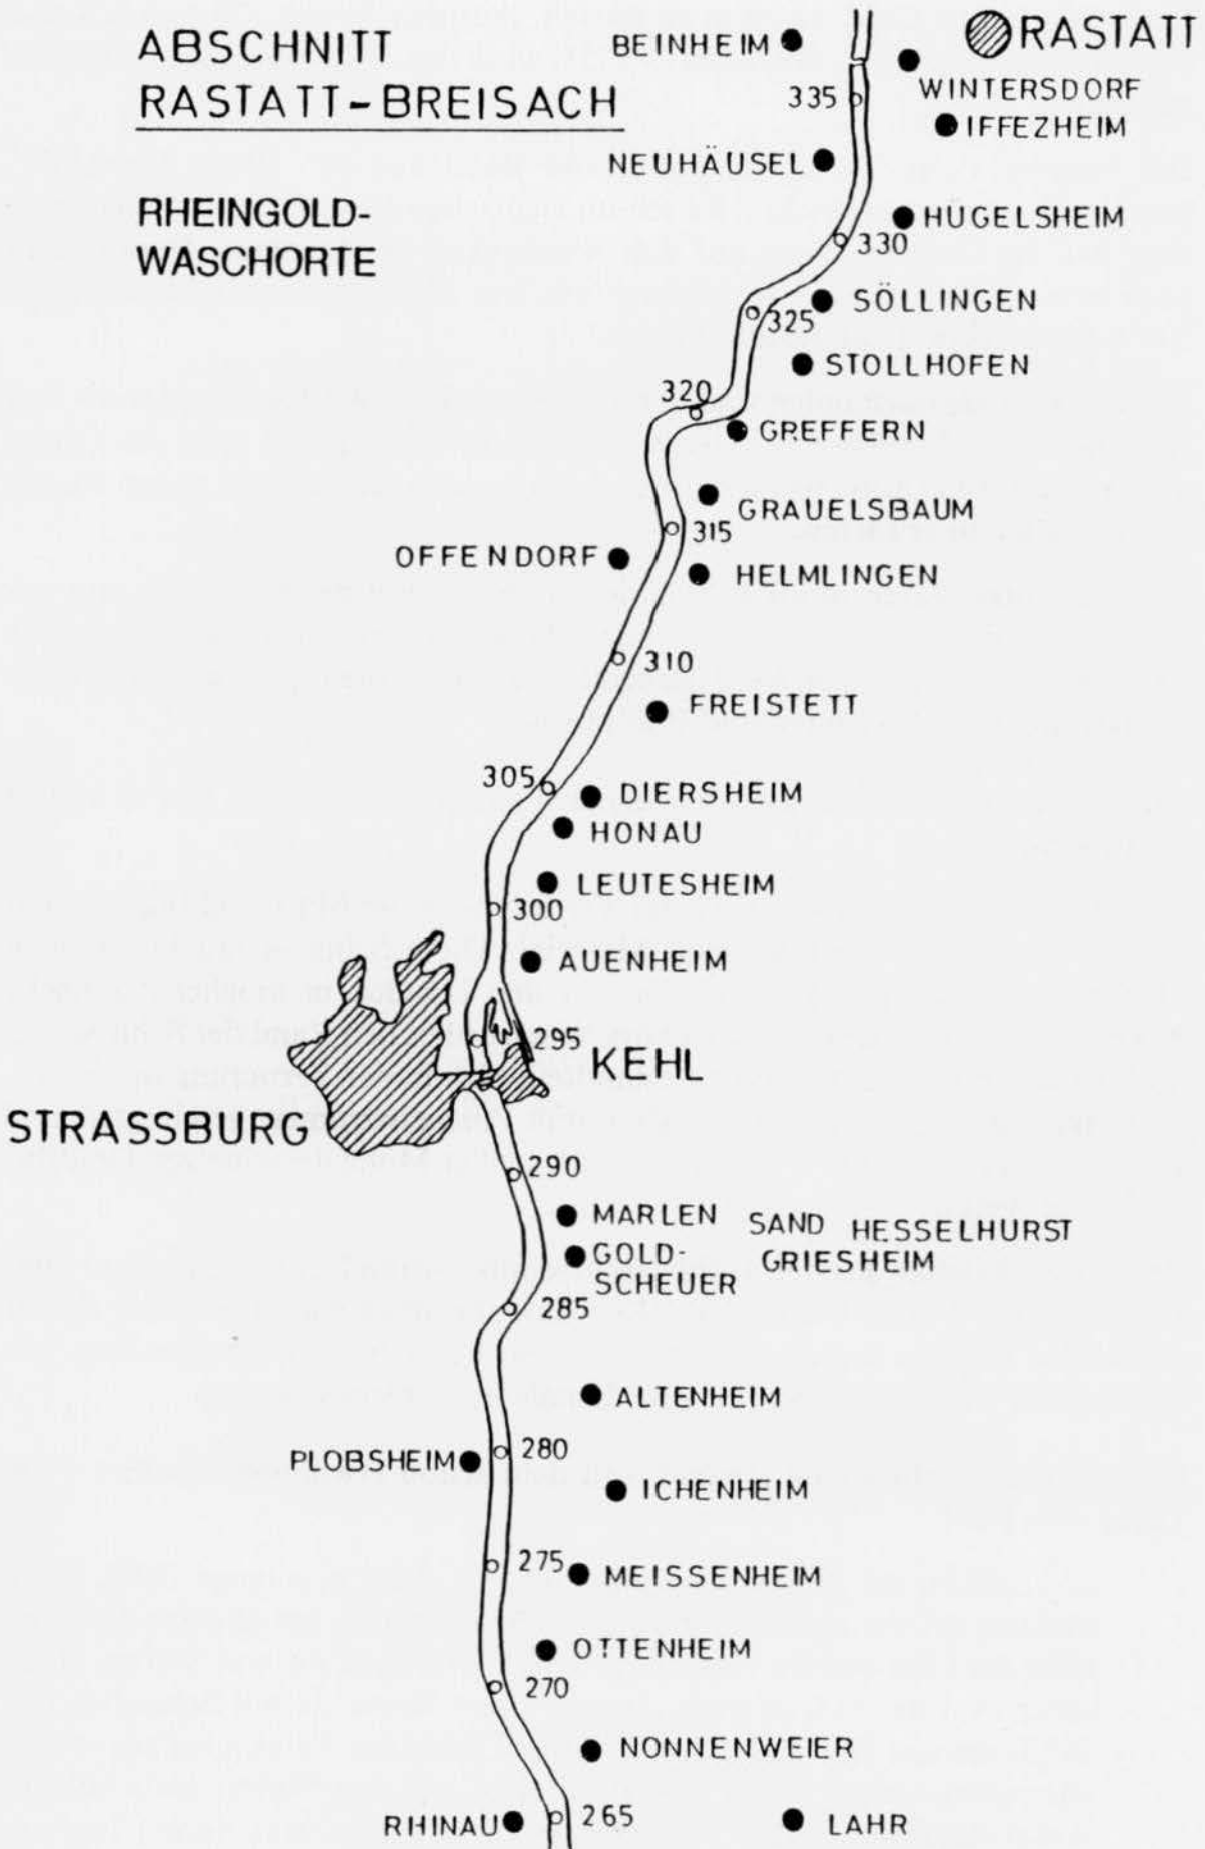 ABSCHNITT
RASTATT-BREISACH
RHEINGOLD-
WASCHORTE
BEINHEIM
RASTATT
WINTERSDORF
335
IFFEZHEIM
NEUHÄUSEL
HÜGELSHEIM
330
SÖLLINGEN
325
STOLLHOFEN
320
GREFFERN
GRAUELSBAUM
315
OFFENDORF
HELMLINGEN
310
FREISTETT
305
DIERSHEIM
HONAU
LEUTESHEIM
300
AUENHEIM
295
KEHL
STRASSBURG
290
MARLEN SAND HESSELHURST
GOLD- GRIESHEIM
SCHEUER
285
ALTENHEIM
280
PLOBSHEIM
ICHENHEIM
275
MEISSENHEIM
OTTENHEIM
270
NONNENWEIER
RHINAU 265 LAHR